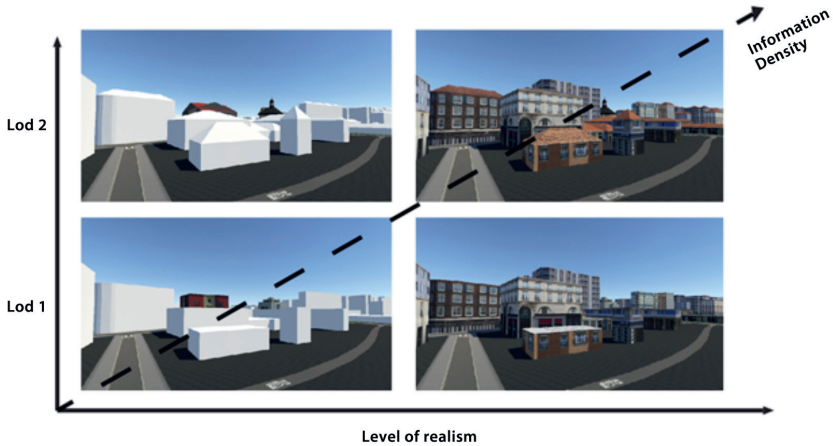 Information
Density
Lod 2
Lod 1
Level of realism